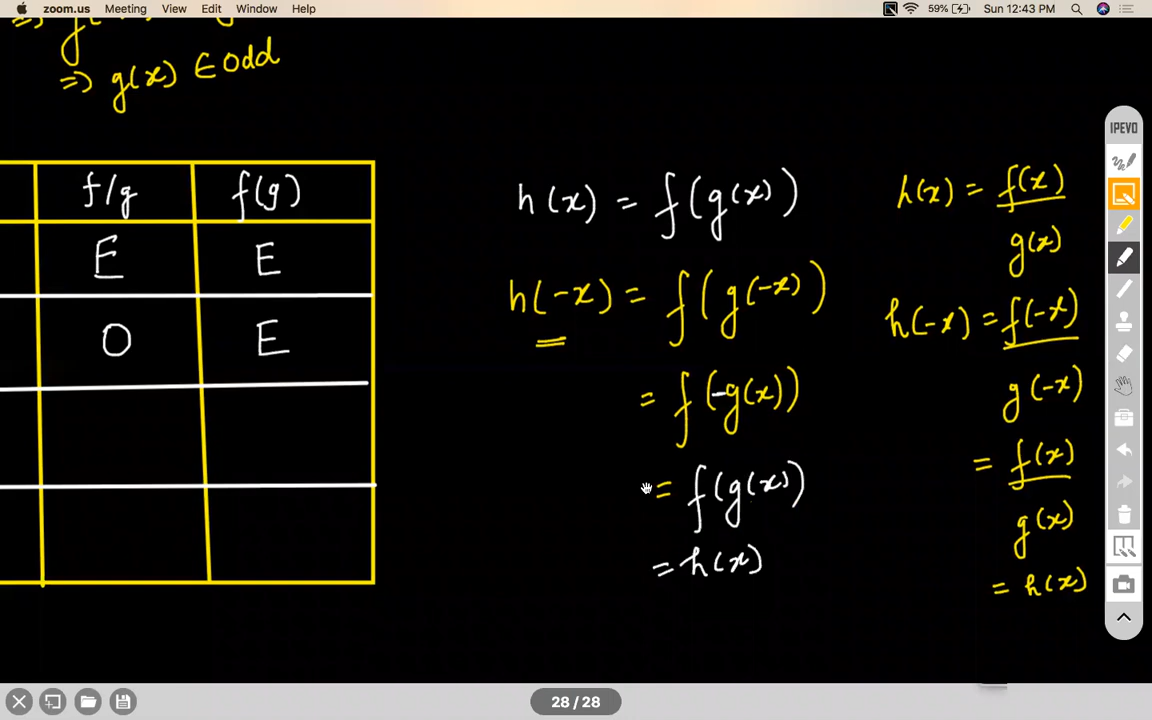 zoom.us Meeting View Edit Window Help 59% Sun 12:43 PM
=> g(x) ∈ odd
f/g f(g)
E E
O E
h(x) = f(g(x))
h(-x) = f(g(-x))
= f(-g(x))
= f(g(x))
= h(x)
h(x) = f(x)
g(x)
h(-x) = f(-x)
g(-x)
= f(x)
g(x)
= h(x)
IPEVO
28 / 28